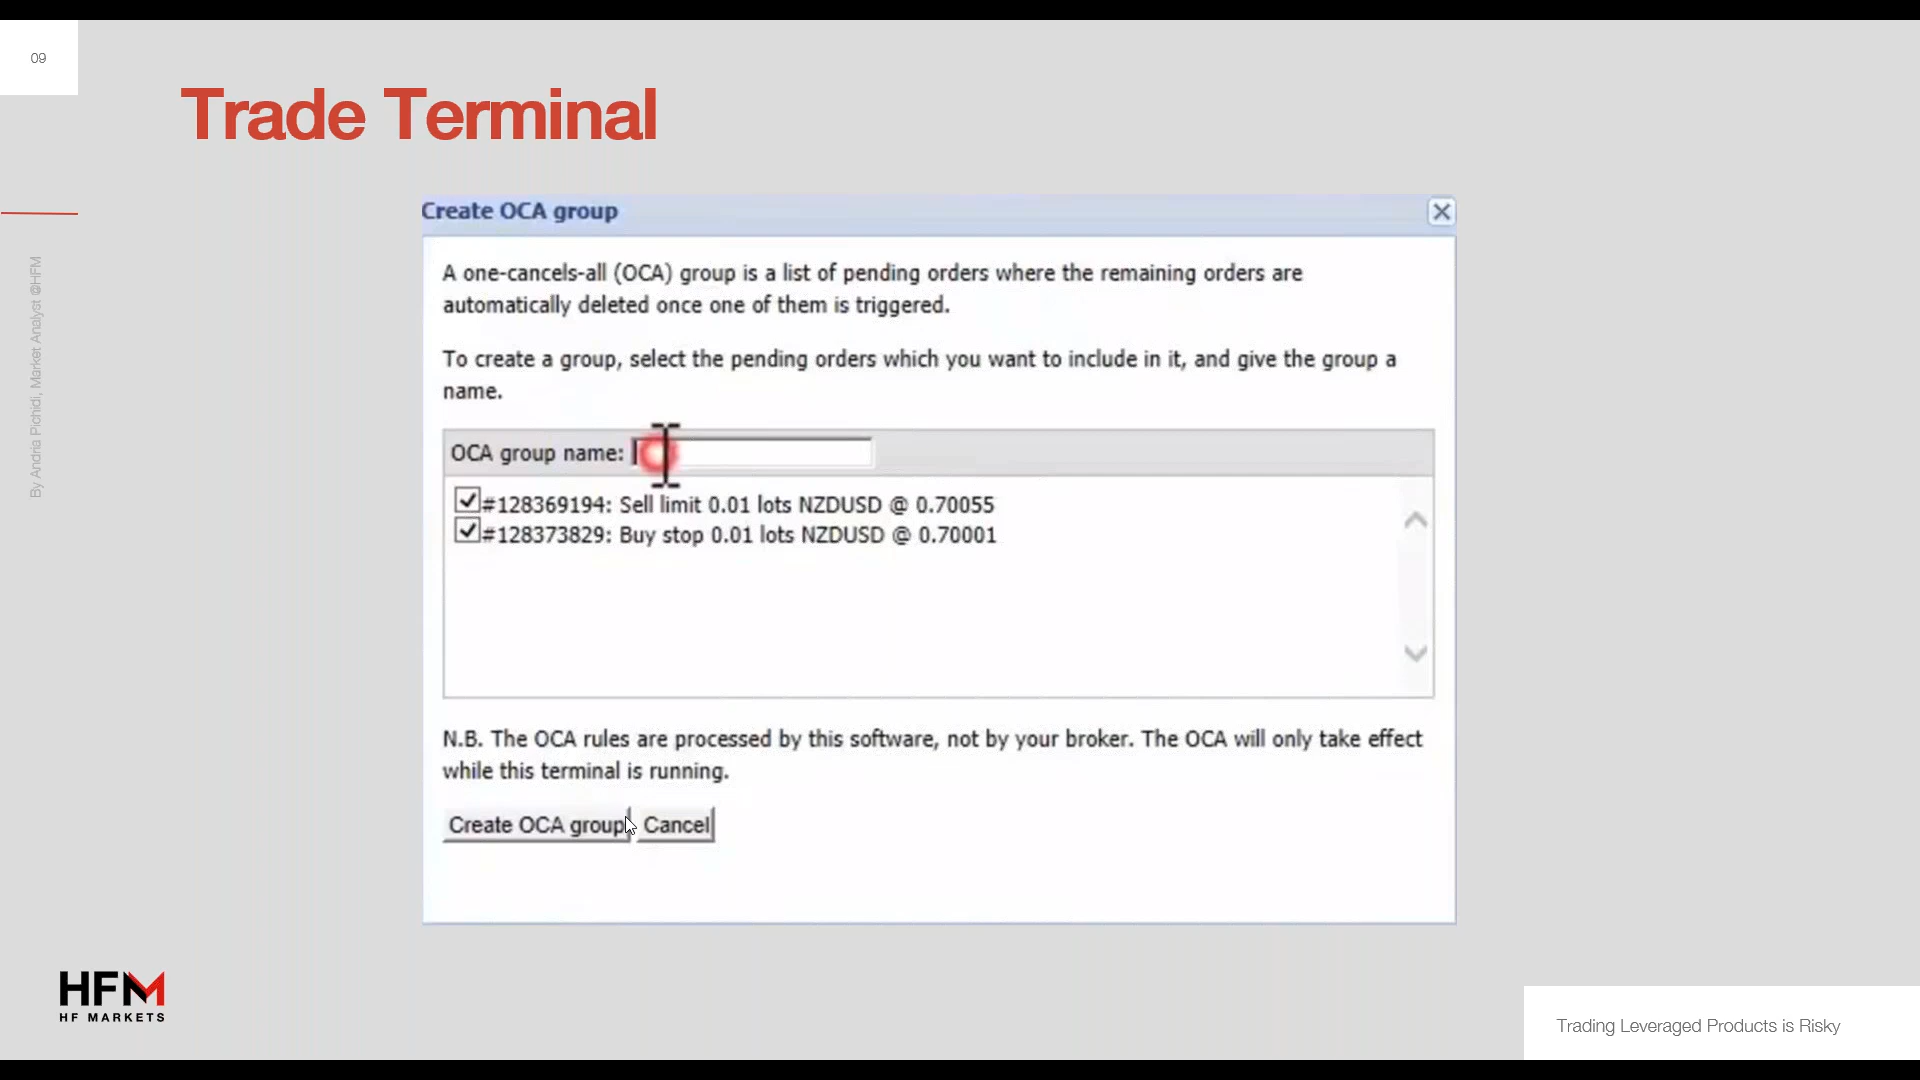 09
Trade Terminal
By Andria Pichidi, Market Analyst @HFM
Create OCA group
A one-cancels-all (OCA) group is a list of pending orders where the remaining orders are
automatically deleted once one of them is triggered.
To create a group, select the pending orders which you want to include in it, and give the group a
name.
OCA group name:
#128369194: Sell limit 0.01 lots NZDUSD @ 0.70055
#128373829: Buy stop 0.01 lots NZDUSD @ 0.70001
N.B. The OCA rules are processed by this software, not by your broker. The OCA will only take effect
while this terminal is running.
Create OCA group Cancel
HFM
HF MARKETS
Trading Leveraged Products is Risky